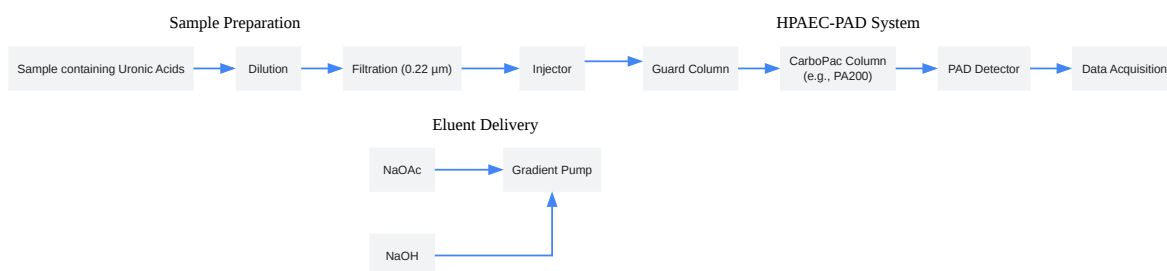 Sample Preparation
HPAEC-PAD System
Sample containing Uronic Acids
Dilution
Filtration (0.22 µm)
Injector
Guard Column
CarboPac Column
(e.g., PA200)
PAD Detector
Data Acquisition
Eluent Delivery
NaOAc
Gradient Pump
NaOH